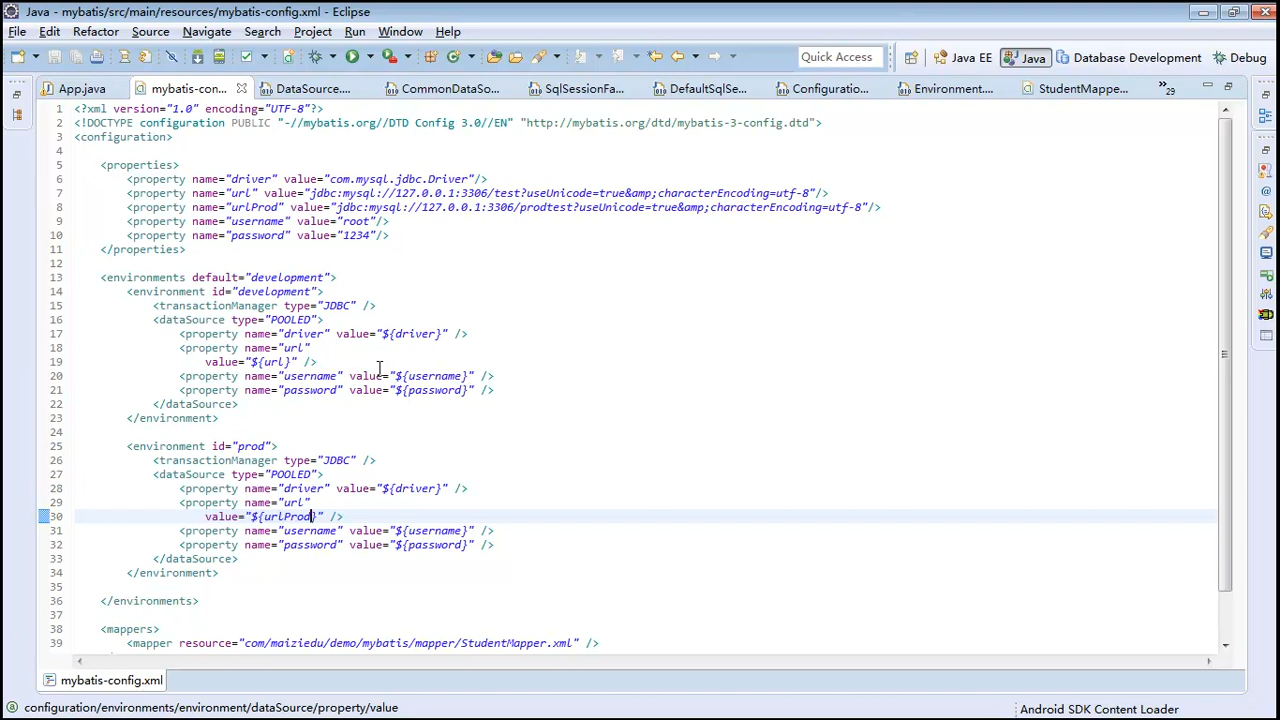 Java - mybatis/src/main/resources/mybatis-config.xml - Eclipse
File Edit Refactor Source Navigate Search Project Run Window Help
Quick Access Java EE Java Database Development Debug
App.java mybatis-con... DataSource.... CommonDataSo... SqlSessionFa... DefaultSqlSe... Configuratio... Environment.... StudentMappe... »29
1 <?xml version="1.0" encoding="UTF-8"?>
2 <!DOCTYPE configuration PUBLIC "-//mybatis.org//DTD Config 3.0//EN" "http://mybatis.org/dtd/mybatis-3-config.dtd">
3 <configuration>
4
5 <properties>
6 <property name="driver" value="com.mysql.jdbc.Driver"/>
7 <property name="url" value="jdbc:mysql://127.0.0.1:3306/test?useUnicode=true&amp;characterEncoding=utf-8"/>
8 <property name="urlProd" value="jdbc:mysql://127.0.0.1:3306/prodtest?useUnicode=true&amp;characterEncoding=utf-8"/>
9 <property name="username" value="root"/>
10 <property name="password" value="1234"/>
11 </properties>
12
13 <environments default="development">
14 <environment id="development">
15 <transactionManager type="JDBC" />
16 <dataSource type="POOLED">
17 <property name="driver" value="${driver}" />
18 <property name="url"
19 value="${url}" />
20 <property name="username" value="${username}" />
21 <property name="password" value="${password}" />
22 </dataSource>
23 </environment>
24
25 <environment id="prod">
26 <transactionManager type="JDBC" />
27 <dataSource type="POOLED">
28 <property name="driver" value="${driver}" />
29 <property name="url"
30 value="${urlProd}" />
31 <property name="username" value="${username}" />
32 <property name="password" value="${password}" />
33 </dataSource>
34 </environment>
35
36 </environments>
37
38 <mappers>
39 <mapper resource="com/maiziedu/demo/mybatis/mapper/StudentMapper.xml" />
mybatis-config.xml
configuration/environments/environment/dataSource/property/value
Android SDK Content Loader